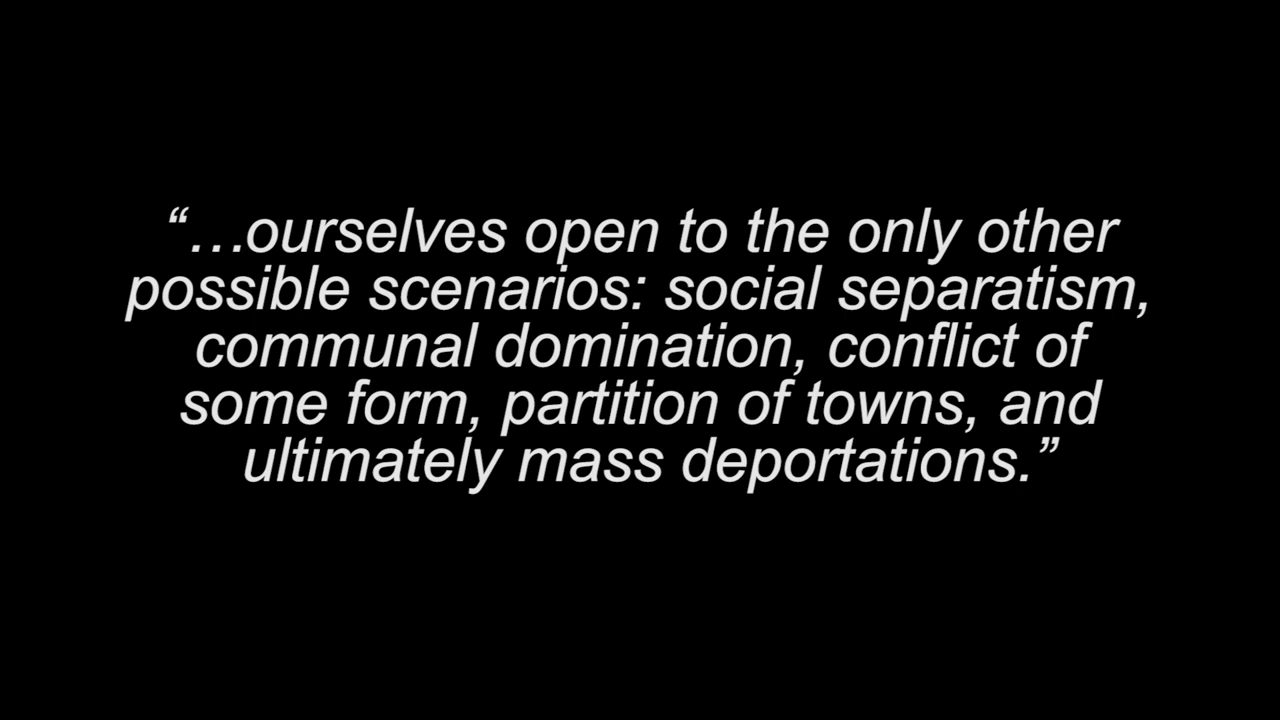 “…ourselves open to the only other
possible scenarios: social separatism,
communal domination, conflict of
some form, partition of towns, and
ultimately mass deportations.”